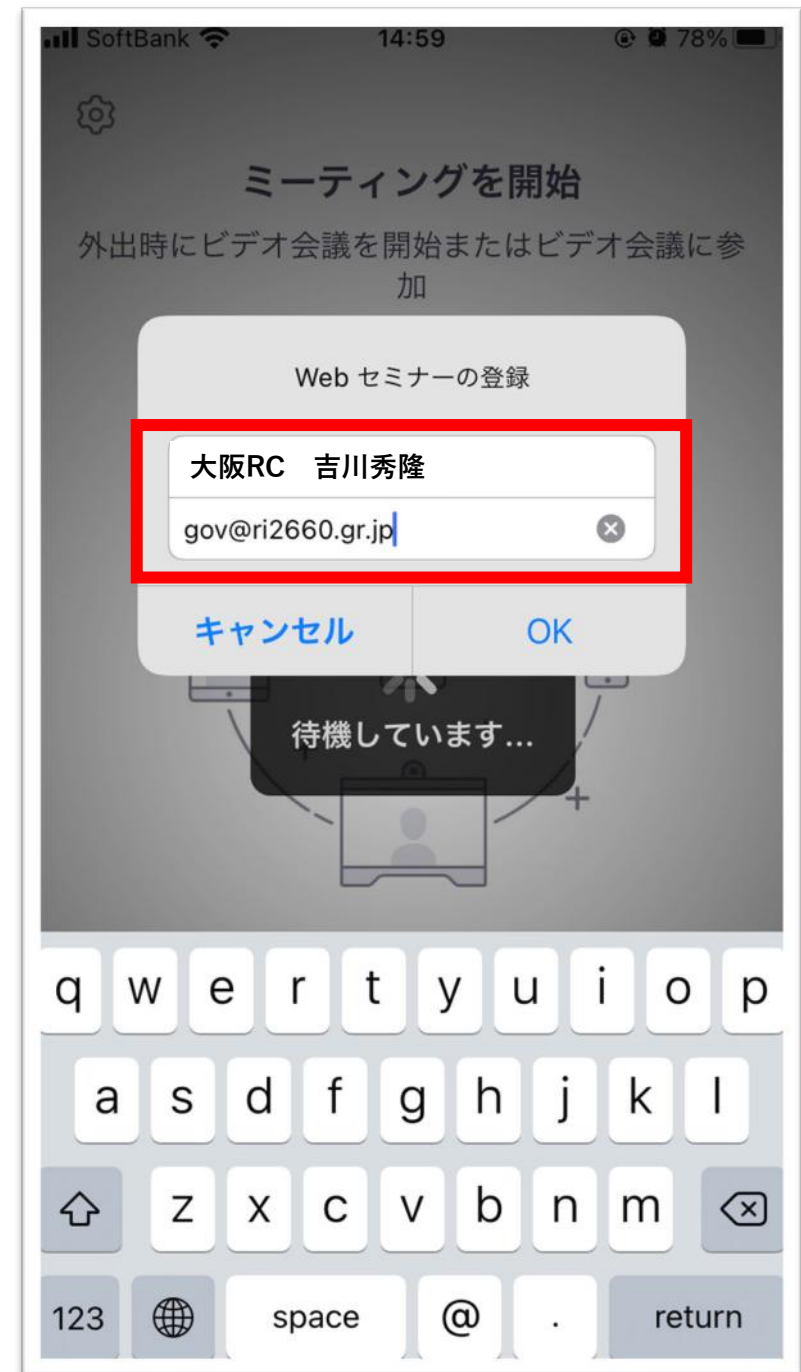 SoftBank 14:59 78%
ミーティングを開始
外出時にビデオ会議を開始またはビデオ会議に参
加
Web セミナーの登録
大阪RC　吉川秀隆
gov@ri2660.gr.jp
キャンセル OK
待機しています...
q w e r t y u i o p
a s d f g h j k l
z x c v b n m
123 space @ . return